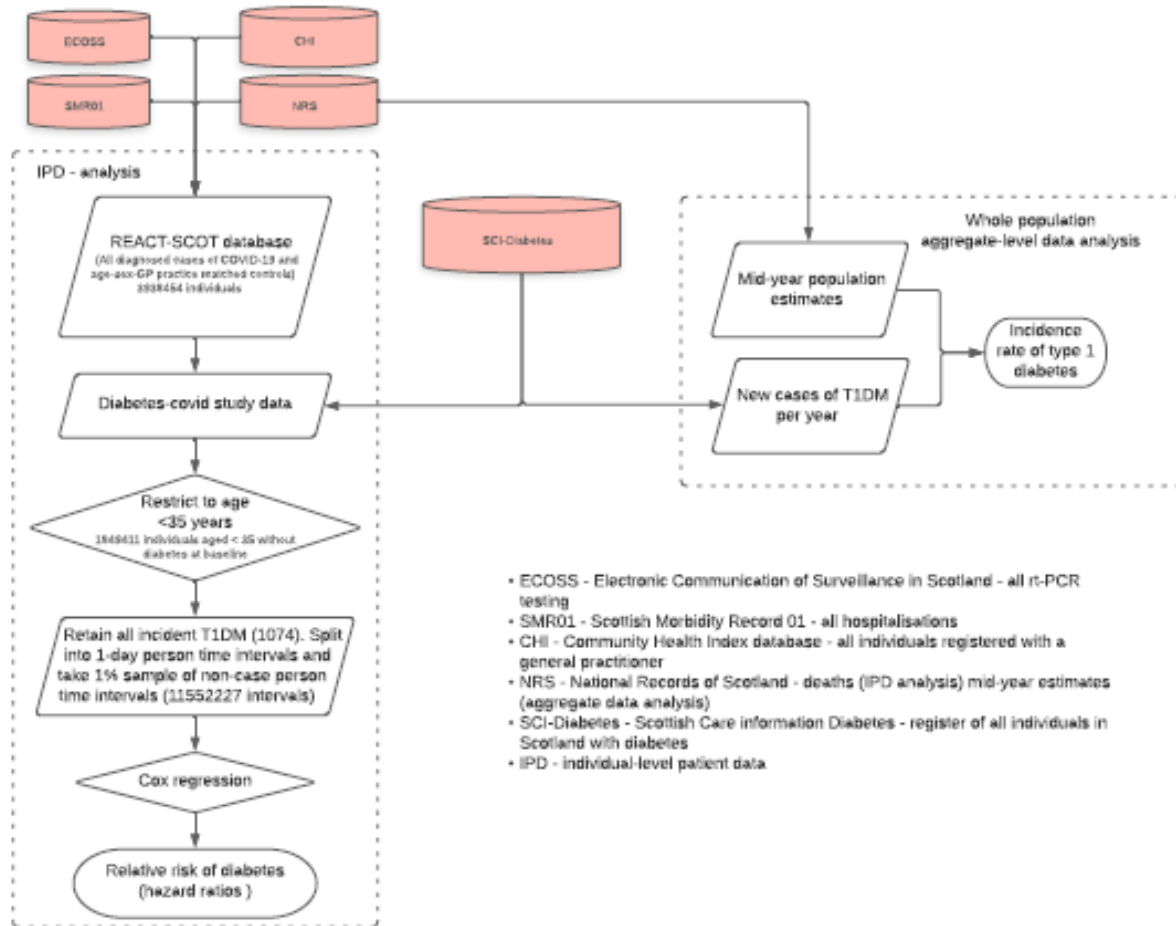 ECOSS
CHI
SMR01
NRS
IPD - analysis
REACT-SCOT database
(All diagnosed cases of COVID-19 and
age-sex-GP practice matched controls)
individuals
Diabetes-covid study data
Restrict to age
<35 years
individuals aged < 35 without
diabetes at baseline
Retain all incident T1DM (1074). Split
into 1-day person time intervals and
take 1% sample of non-case person
time intervals (11552227 intervals)
Cox regression
Relative risk of diabetes
(hazard ratios )
SCI-Diabetes
Whole population
aggregate-level data analysis
Mid-year population
estimates
New cases of T1DM
per year
Incidence
rate of type 1
diabetes
• ECOSS - Electronic Communication of Surveillance in Scotland - all rt-PCR
testing
• SMR01 - Scottish Morbidity Record 01 - all hospitalisations
• CHI - Community Health Index database - all individuals registered with a
general practitioner
• NRS - National Records of Scotland - deaths (IPD analysis) mid-year estimates
(aggregate data analysis)
• SCI-Diabetes - Scottish Care information Diabetes - register of all individuals in
Scotland with diabetes
• IPD - individual-level patient data